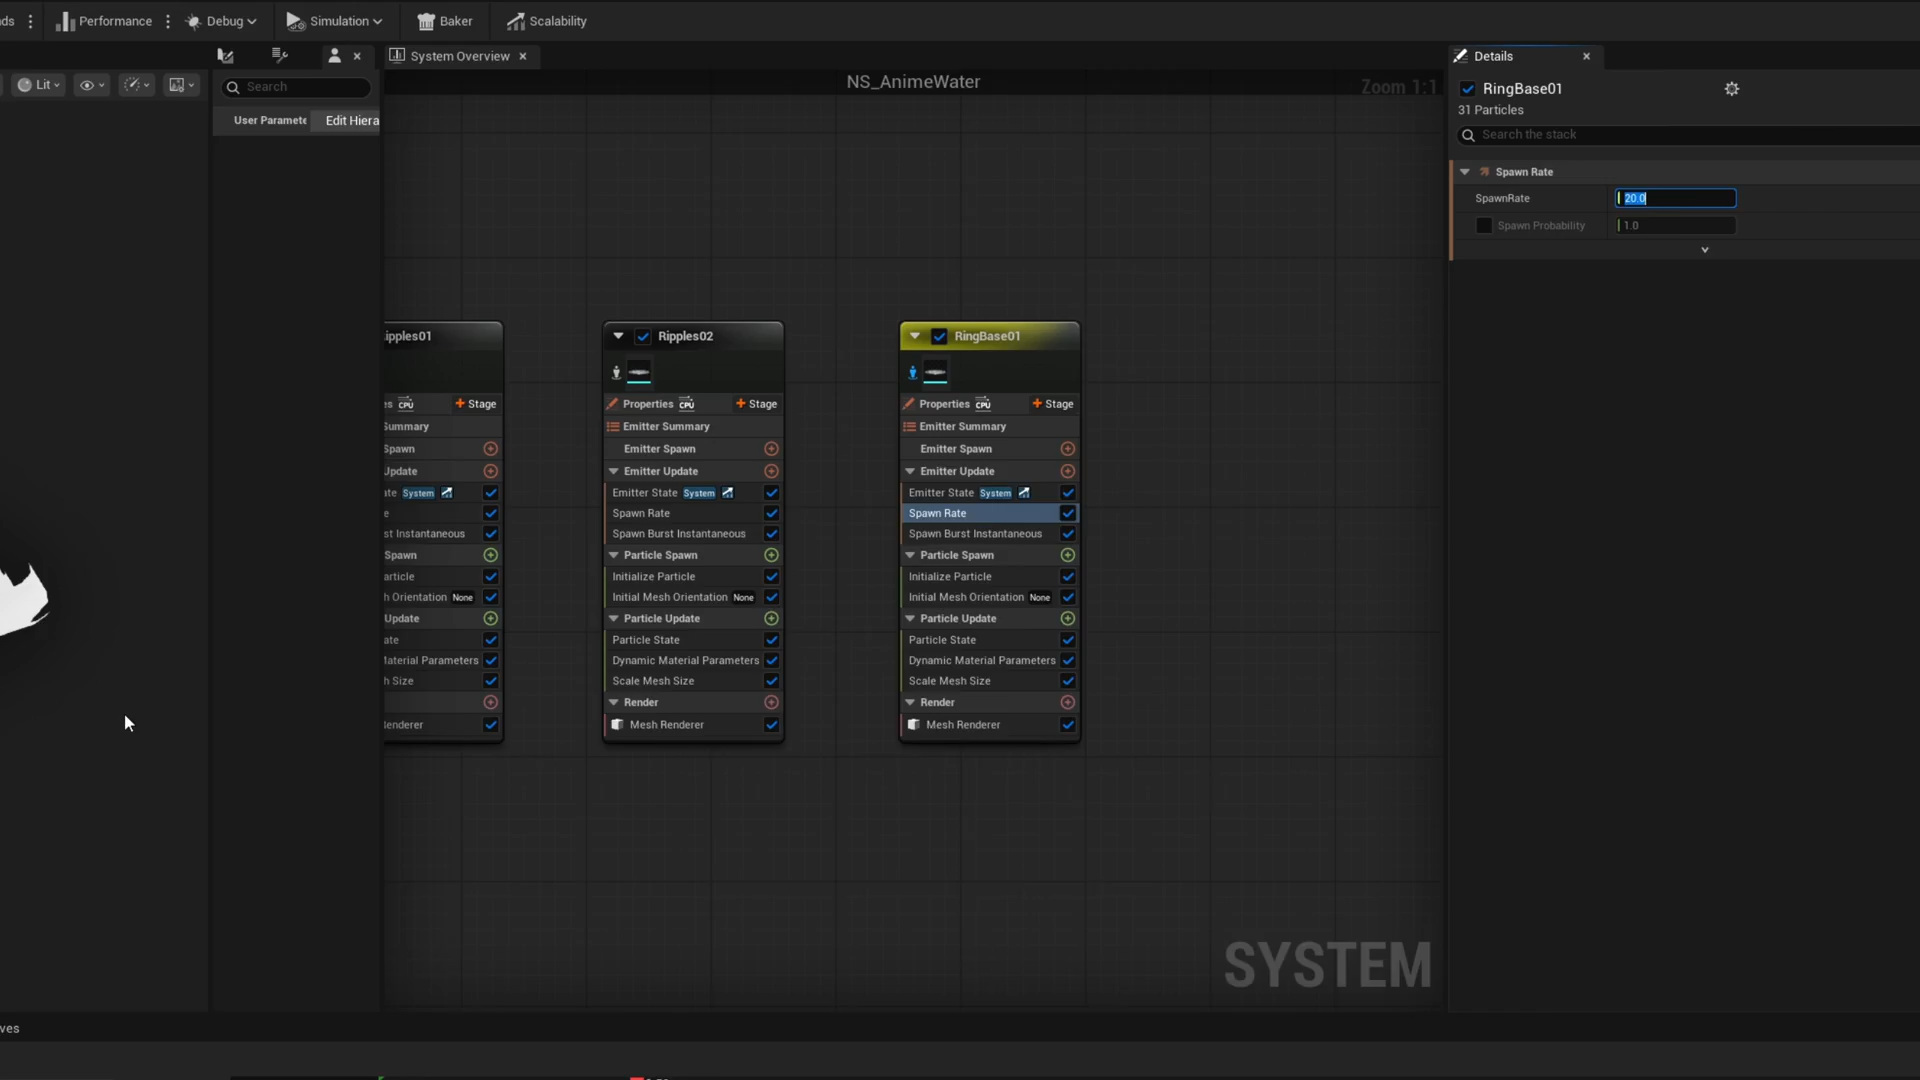 ds
Performance
Debug
Simulation
Baker
Scalability
System Overview
Details
Lit
Search
NS_AnimeWater
Zoom 1:1
RingBase01
31 Particles
User Paramete
Edit Hiera
Search the stack
Spawn Rate
SpawnRate
20.0
Spawn Probability
1.0
ipples01
Ripples02
RingBase01
es CPU + Stage
Properties CPU + Stage
Properties CPU + Stage
Summary
Emitter Summary
Emitter Summary
Spawn
Emitter Spawn
Emitter Spawn
Update
Emitter Update
Emitter Update
ate System
Emitter State System
Emitter State System
e
Spawn Rate
Spawn Rate
st Instantaneous
Spawn Burst Instantaneous
Spawn Burst Instantaneous
Spawn
Particle Spawn
Particle Spawn
article
Initialize Particle
Initialize Particle
h Orientation None
Initial Mesh Orientation None
Initial Mesh Orientation None
Update
Particle Update
Particle Update
ate
Particle State
Particle State
Material Parameters
Dynamic Material Parameters
Dynamic Material Parameters
h Size
Scale Mesh Size
Scale Mesh Size
Render
Render
enderer
Mesh Renderer
Mesh Renderer
SYSTEM
ves